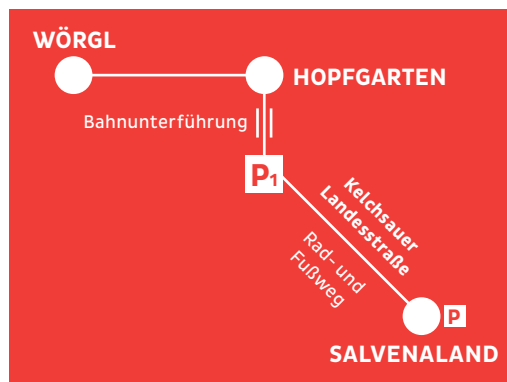 WÖRGL
HOPFGARTEN
Bahnunterführung
P1
Kelchsauer
Landesstraße
Rad- und
Fußweg
P
SALVENALAND